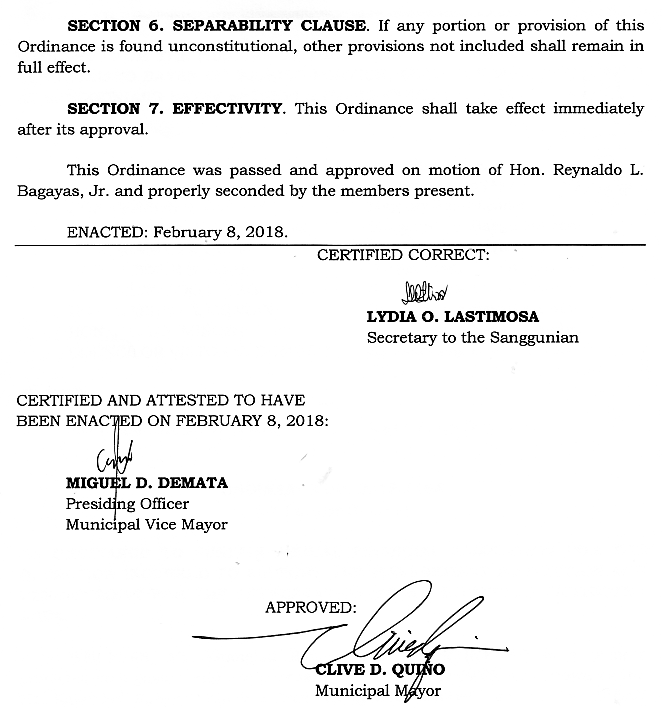 SECTION 6. SEPARABILITY CLAUSE. If any portion or provision of this
Ordinance is found unconstitutional, other provisions not included shall remain in
full effect.
SECTION 7. EFFECTIVITY. This Ordinance shall take effect immediately
after its approval.
This Ordinance was passed and approved on motion of Hon. Reynaldo L.
Bagayas, Jr. and properly seconded by the members present.
ENACTED: February 8, 2018.
CERTIFIED CORRECT:
LYDIA O. LASTIMOSA
Secretary to the Sanggunian
CERTIFIED AND ATTESTED TO HAVE
BEEN ENACTED ON FEBRUARY 8, 2018:
MIGUEL D. DEMATA
Presiding Officer
Municipal Vice Mayor
APPROVED:
CLIVE D. QUIÑO
Municipal Mayor